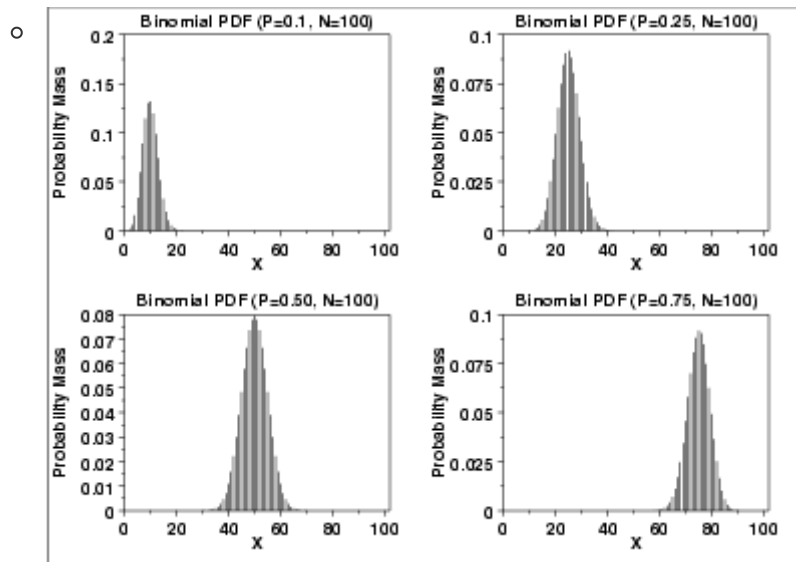 Binomial PDF (P=0.1, N=100)
0.2
0.15
0.1
0.05
0
Probability Mass
0 20 40 60 80 100
X
Binomial PDF (P=0.25, N=100)
0.1
0.075
0.05
0.025
0
Probability Mass
0 20 40 60 80 100
X
Binomial PDF (P=0.50, N=100)
0.08
0.07
0.06
0.05
0.04
0.03
0.02
0.01
0
Probability Mass
0 20 40 60 80 100
X
Binomial PDF (P=0.75, N=100)
0.1
0.075
0.05
0.025
0
Probability Mass
0 20 40 60 80 100
X